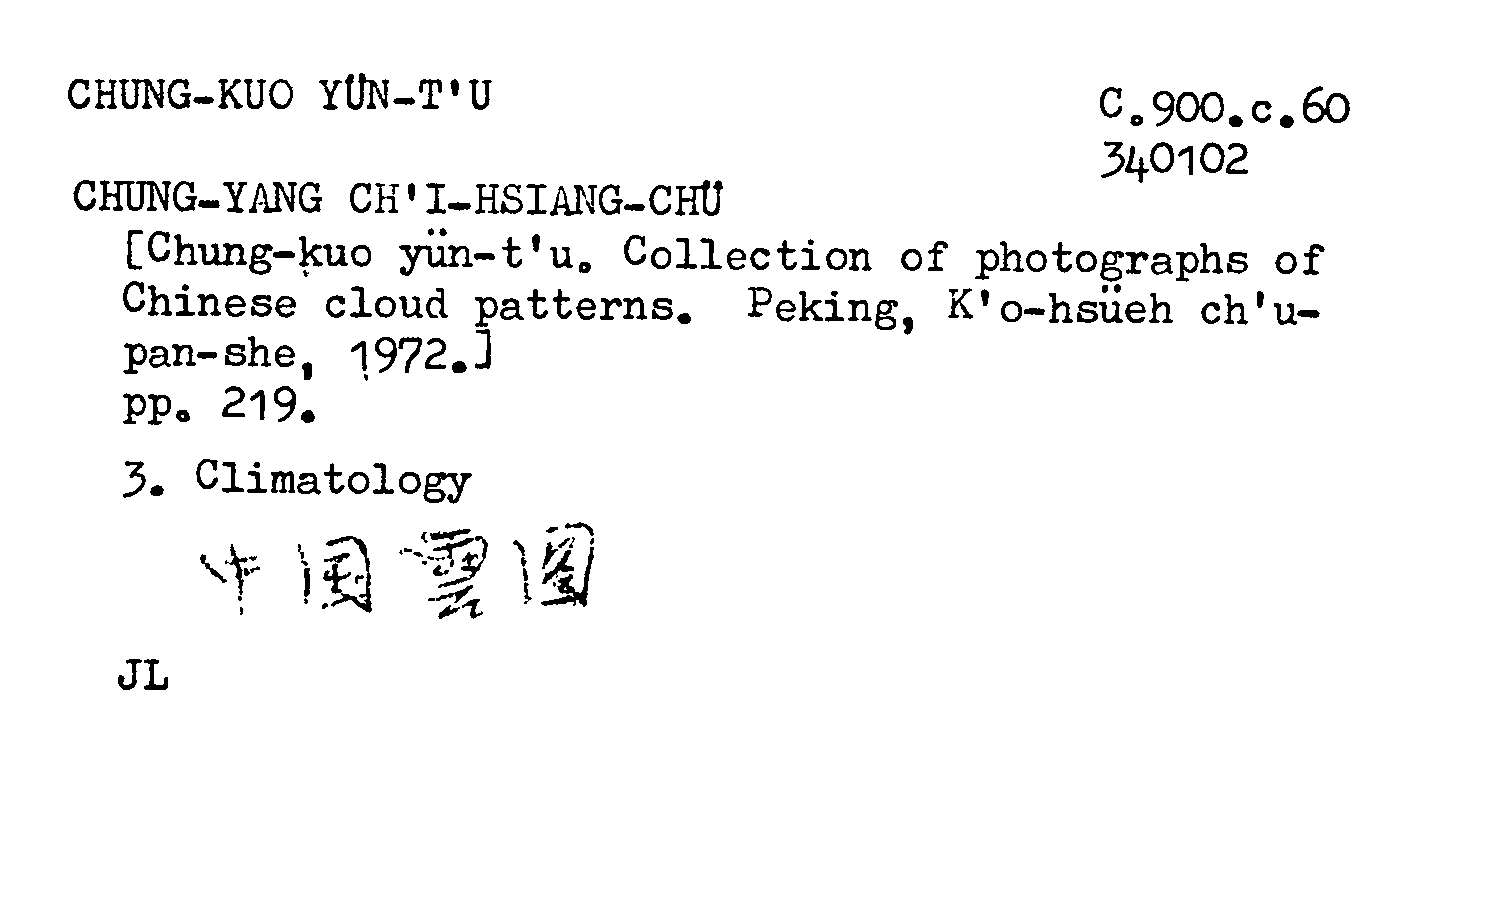 CHUNG-KUO YÜN-T'U
C.900.c.60
340102
CHUNG-YANG CH'I-HSIANG-CHÜ
[Chung-kuo yün-t'u. Collection of photographs of
Chinese cloud patterns. Peking, K'o-hsüeh ch'u-
pan-she, 1972.]
pp. 219.
3. Climatology
中国雲图
JL